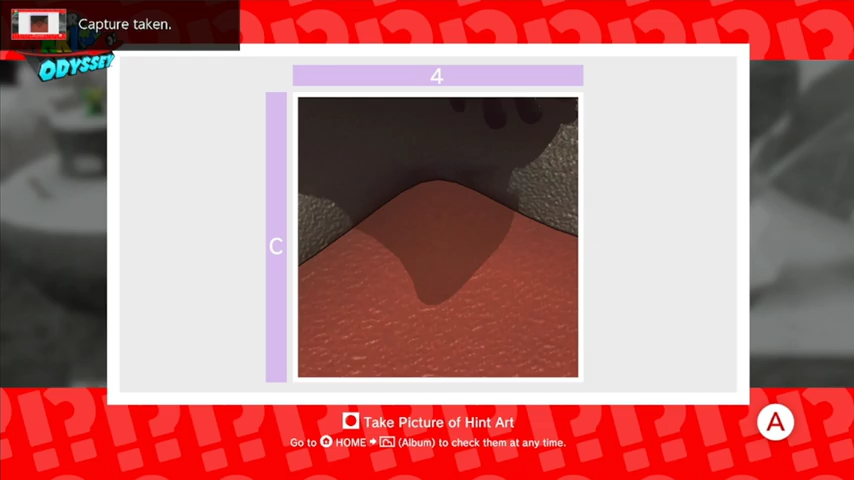 Capture taken.
ODYSSEY
4
C
Take Picture of Hint Art
Go to HOME (Album) to check them at any time.
A